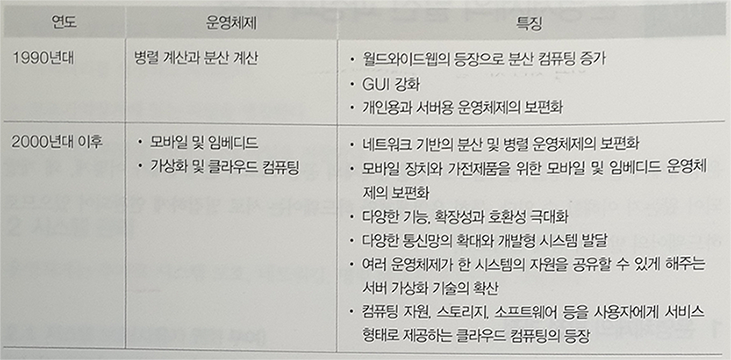 연도 운영체제 특징
1990년대 병렬 계산과 분산 계산 • 월드와이드웹의 등장으로 분산 컴퓨팅 증가
• GUI 강화
• 개인용과 서버용 운영체제의 보편화
2000년대 이후 • 모바일 및 임베디드 • 네트워크 기반의 분산 및 병렬 운영체제의 보편화
• 가상화 및 클라우드 컴퓨팅 • 모바일 장치와 가전제품을 위한 모바일 및 임베디드 운영체
제의 보편화
• 다양한 기능, 확장성과 호환성 극대화
• 다양한 통신망의 확대와 개방형 시스템 발달
• 여러 운영체제가 한 시스템의 자원을 공유할 수 있게 해주는
서버 가상화 기술의 확산
• 컴퓨팅 자원, 스토리지, 소프트웨어 등을 사용자에게 서비스
형태로 제공하는 클라우드 컴퓨팅의 등장